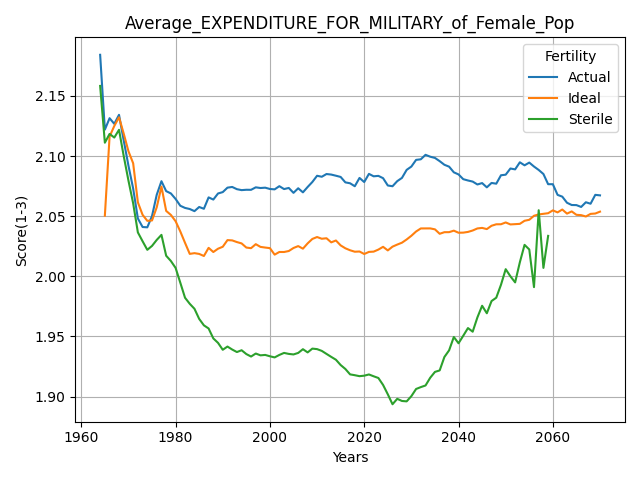 Average_EXPENDITURE_FOR_MILITARY_of_Female_Pop
Fertility
Actual
Ideal
Sterile
Score(1-3)
2.15
2.10
2.05
2.00
1.95
1.90
1960 1980 2000 2020 2040 2060
Years